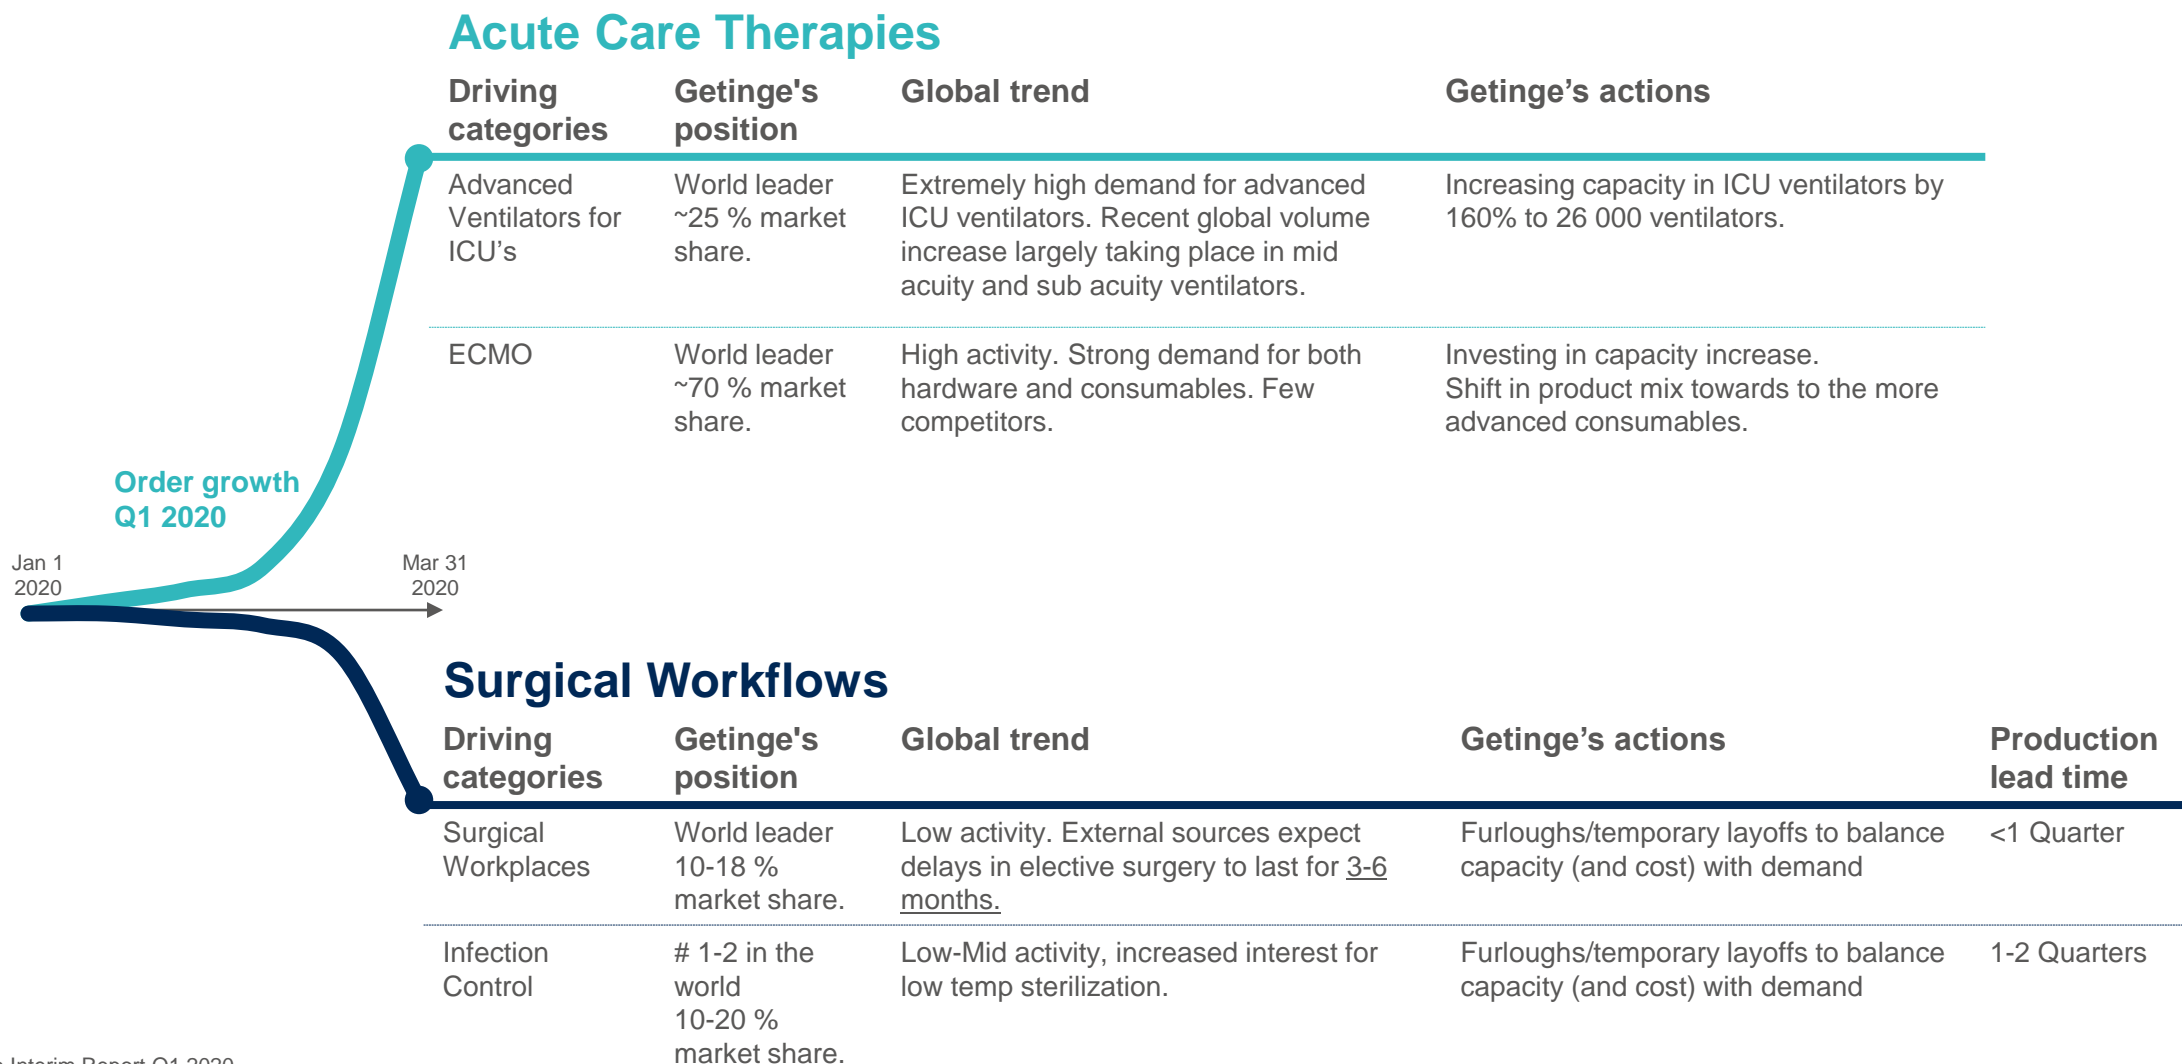 Acute Care Therapies
Driving categories
Getinge's position
Global trend
Getinge’s actions
Advanced
Ventilators for
ICU’s
World leader
~25 % market
share.
Extremely high demand for advanced
ICU ventilators. Recent global volume
increase largely taking place in mid
acuity and sub acuity ventilators.
Increasing capacity in ICU ventilators by
160% to 26 000 ventilators.
ECMO
World leader
~70 % market
share.
High activity. Strong demand for both
hardware and consumables. Few
competitors.
Investing in capacity increase.
Shift in product mix towards to the more
advanced consumables.
Order growth
Q1 2020
Jan 1
2020
Mar 31
2020
Surgical Workflows
Driving
categories
Getinge's
position
Global trend
Getinge’s actions
Production
lead time
Surgical
Workplaces
World leader
10-18 %
market share.
Low activity. External sources expect
delays in elective surgery to last for 3-6
months.
Furloughs/temporary layoffs to balance
capacity (and cost) with demand
<1 Quarter
Infection
Control
# 1-2 in the
world
10-20 %
market share.
Low-Mid activity, increased interest for
low temp sterilization.
Furloughs/temporary layoffs to balance
capacity (and cost) with demand
1-2 Quarters
Interim Report Q1 2020